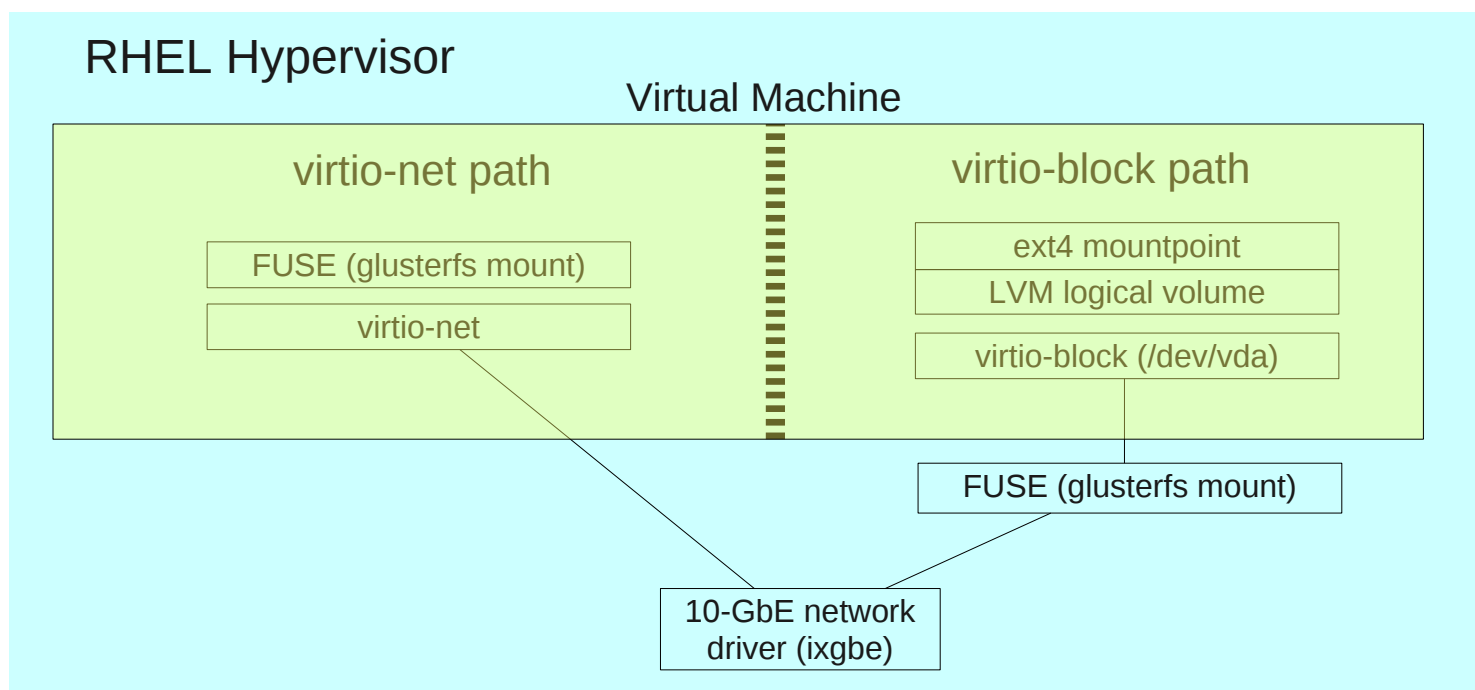 RHEL Hypervisor
Virtual Machine
virtio-net path
FUSE (glusterfs mount)
virtio-net
virtio-block path
ext4 mountpoint
LVM logical volume
virtio-block (/dev/vda)
FUSE (glusterfs mount)
10-GbE network
driver (ixgbe)